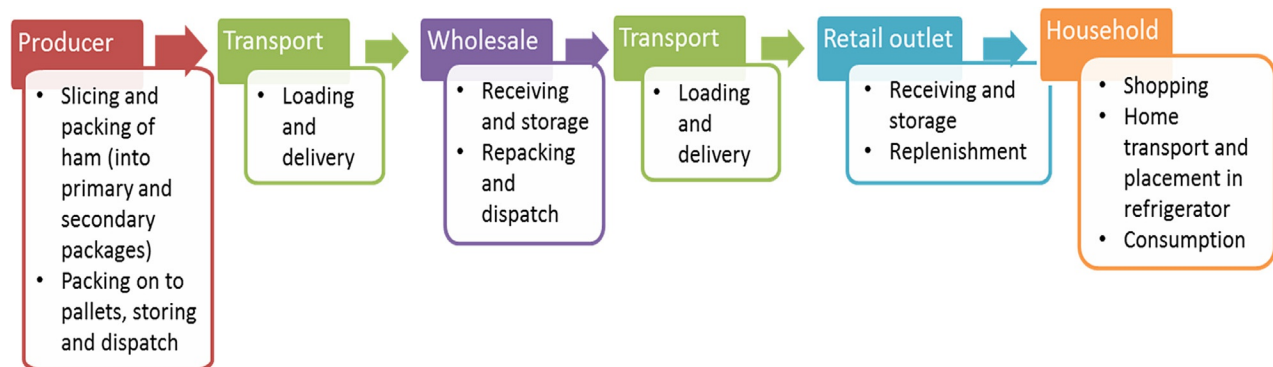 Producer
• Slicing and
packing of
ham (into
primary and
secondary
packages)
• Packing on to
pallets, storing
and dispatch
Transport
• Loading
and
delivery
Wholesale
• Receiving
and storage
• Repacking
and
dispatch
Transport
• Loading
and
delivery
Retail outlet
• Receiving and
storage
• Replenishment
Household
• Shopping
• Home
transport and
placement in
refrigerator
• Consumption